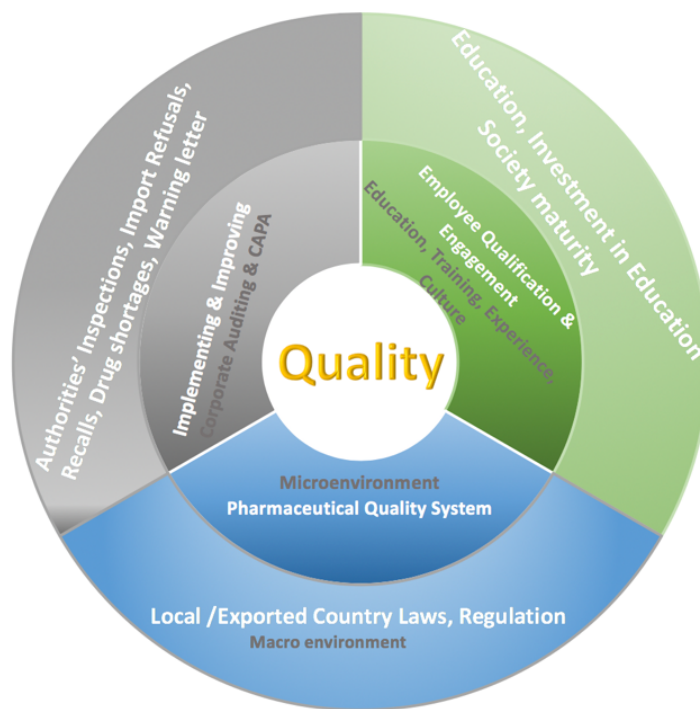 Authorities' Inspections, Import Refusals,
Recalls, Drug shortages, Warning letter
Implementing & Improving
Corporate Auditing & CAPA
Education, Investment in Education
Society maturity
Employee Qualification &
Engagement
Education, Training, Experience,
Culture
Quality
Microenvironment
Pharmaceutical Quality System
Local /Exported Country Laws, Regulation
Macro environment